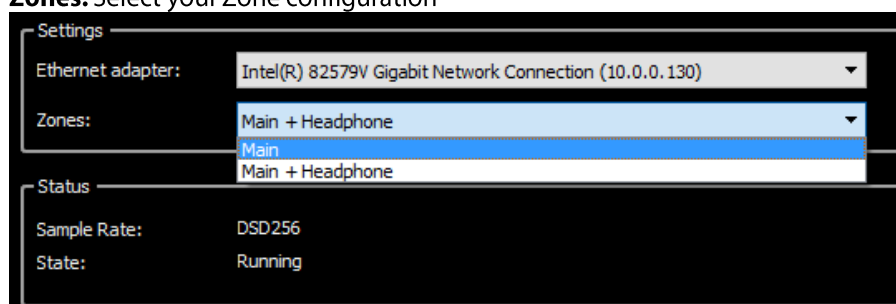 Zones: Select your Zone configuration
Settings
Ethernet adapter: Intel(R) 82579V Gigabit Network Connection (10.0.0.130)
Zones: Main + Headphone
Main
Main + Headphone
Status
Sample Rate: DSD256
State: Running